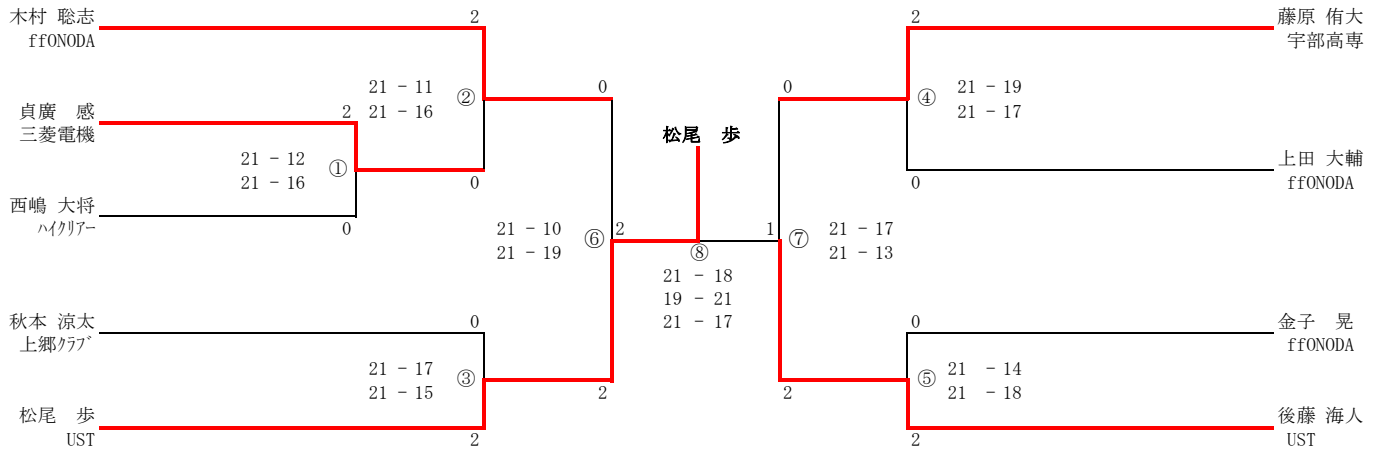 木村 聡志
ffONODA
2
藤原 侑大
宇部高専
2
21 - 11
21 - 16
②
0
0
④
21 - 19
21 - 17
貞廣 感
三菱電機
2
松尾 歩
21 - 12
21 - 16
①
0
上田 大輔
ffONODA
0
西嶋 大将
ﾊｲｸﾘｱｰ
0
21 - 10
21 - 19
⑥
2
1
⑦
21 - 17
21 - 13
⑧
21 - 18
19 - 21
21 - 17
秋本 涼太
上郷ｸﾗﾌﾞ
0
金子 晃
ffONODA
0
21 - 17
21 - 15
③
2
2
⑤
21 - 14
21 - 18
松尾 歩
UST
2
後藤 海人
UST
2